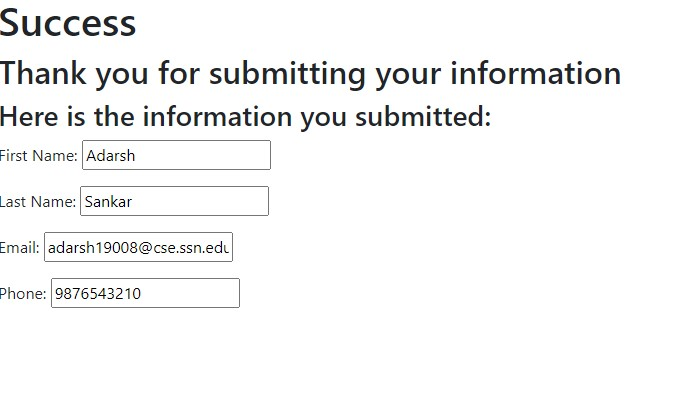 Success
Thank you for submitting your information
Here is the information you submitted:
First Name: Adarsh
Last Name: Sankar
Email: adarsh19008@cse.ssn.edu
Phone: 9876543210